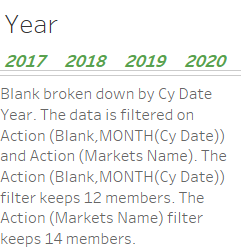 Year
2017 2018 2019 2020
Blank broken down by Cy Date
Year. The data is filtered on
Action (Blank,MONTH(Cy Date))
and Action (Markets Name). The
Action (Blank,MONTH(Cy Date))
filter keeps 12 members. The
Action (Markets Name) filter
keeps 14 members.